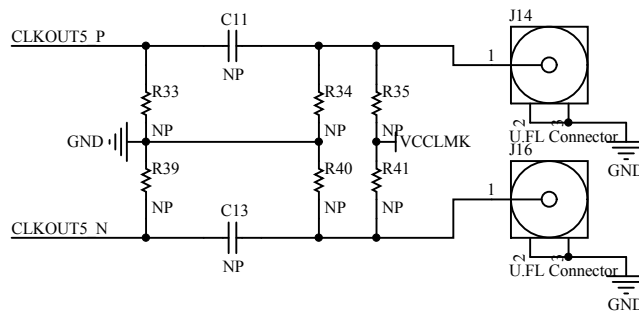 C11
J14
CLKOUT5_P
1
NP
R33
R34
R35
GND
NP
NP
NP
VCCLMK
2
3
U.FL Connector
GND
R39
R40
R41
J16
NP
NP
NP
C13
1
CLKOUT5_N
NP
2
3
U.FL Connector
GND